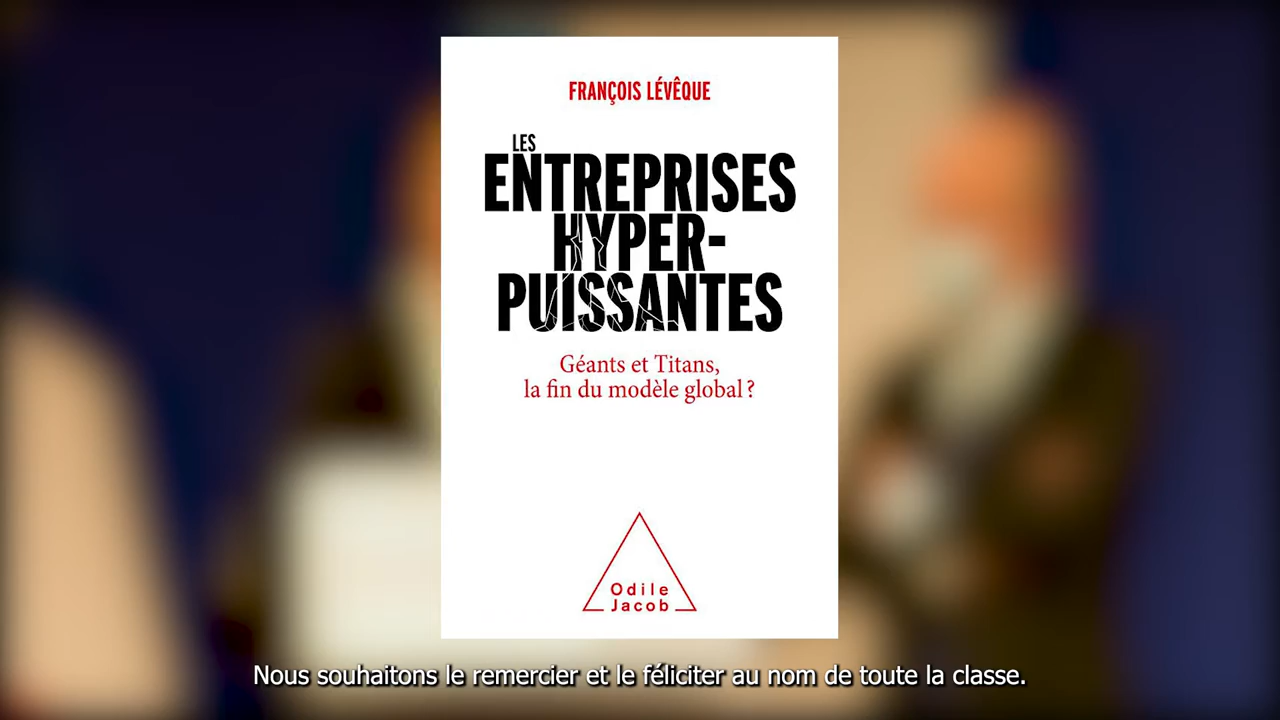 FRANÇOIS LÉVÊQUE
LES
ENTREPRISES
HYPER-
PUISSANTES
Géants et Titans,
la fin du modèle global ?
Odile
Jacob
Nous souhaitons le remercier et le féliciter au nom de toute la classe.